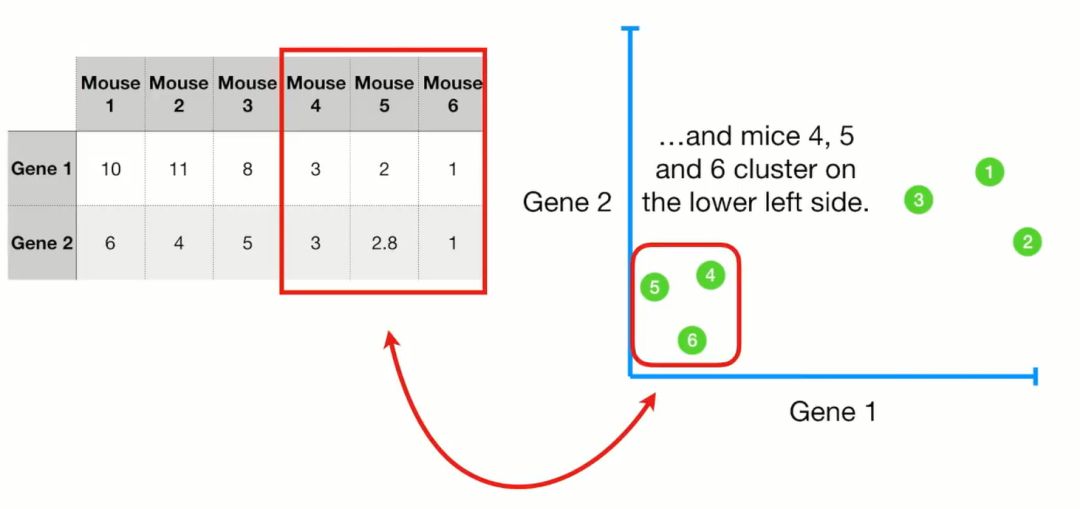 Mouse 1 Mouse 2 Mouse 3 Mouse 4 Mouse 5 Mouse 6
Gene 1 10 11 8 3 2 1
Gene 2 6 4 5 3 2.8 1
…and mice 4, 5
and 6 cluster on
the lower left side.
Gene 2
1
3
2
4
5
6
Gene 1